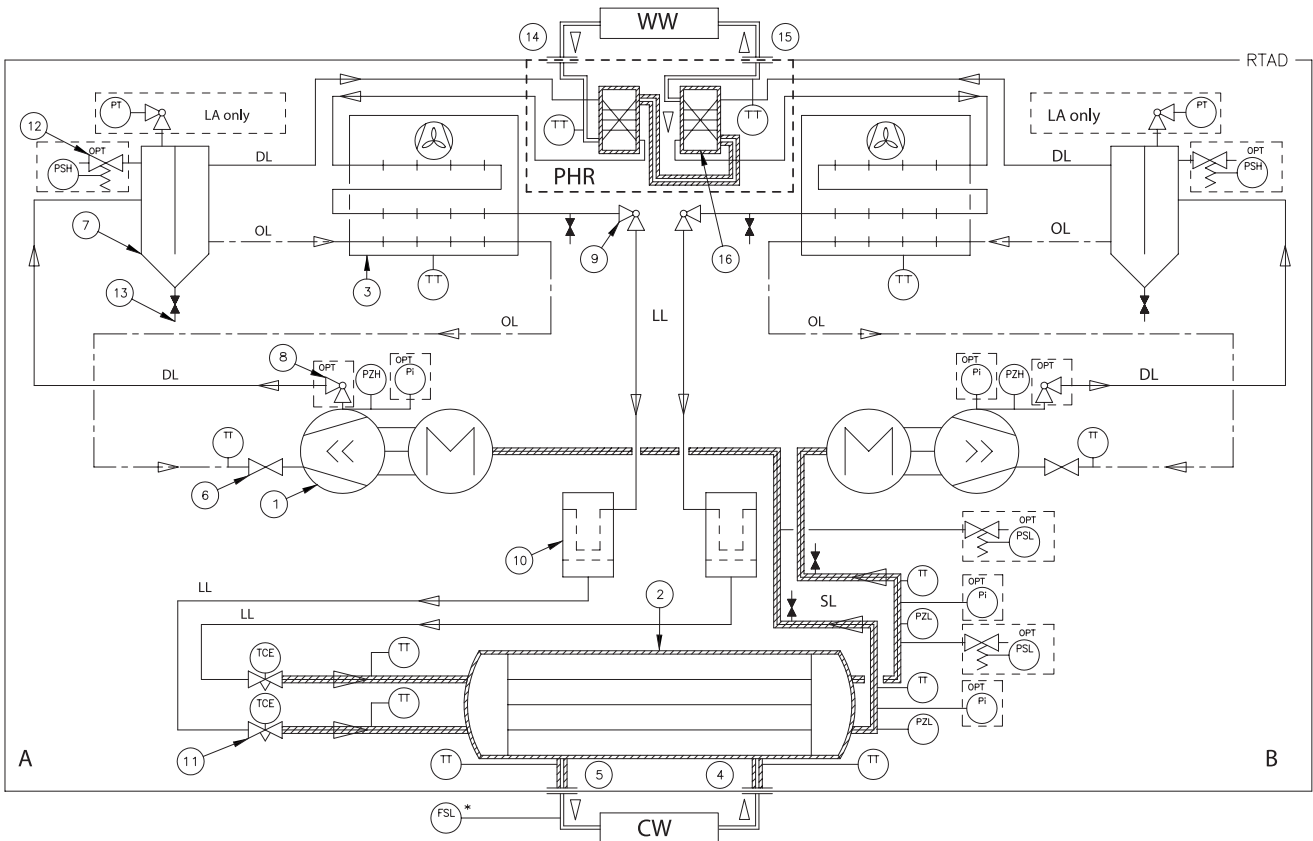 14
WW
15
RTAD
PT
LA only
LA only
PT
12
OPT
PSH
DL
TT
TT
DL
OPT
PSH
PHR
7
OL
9
16
OL
3
TT
TT
13
LL
OL
OL
8
OPT
PZH
OPT
Pi
OPT
Pi
PZH
OPT
DL
DL
TT
M
M
TT
6
1
OPT
PSL
10
LL
2
TT
OPT
Pi
LL
SL
PZL
OPT
PSL
TCE
TT
TT
OPT
Pi
TCE
TT
PZL
11
A
TT
5
4
TT
B
FSL *
CW